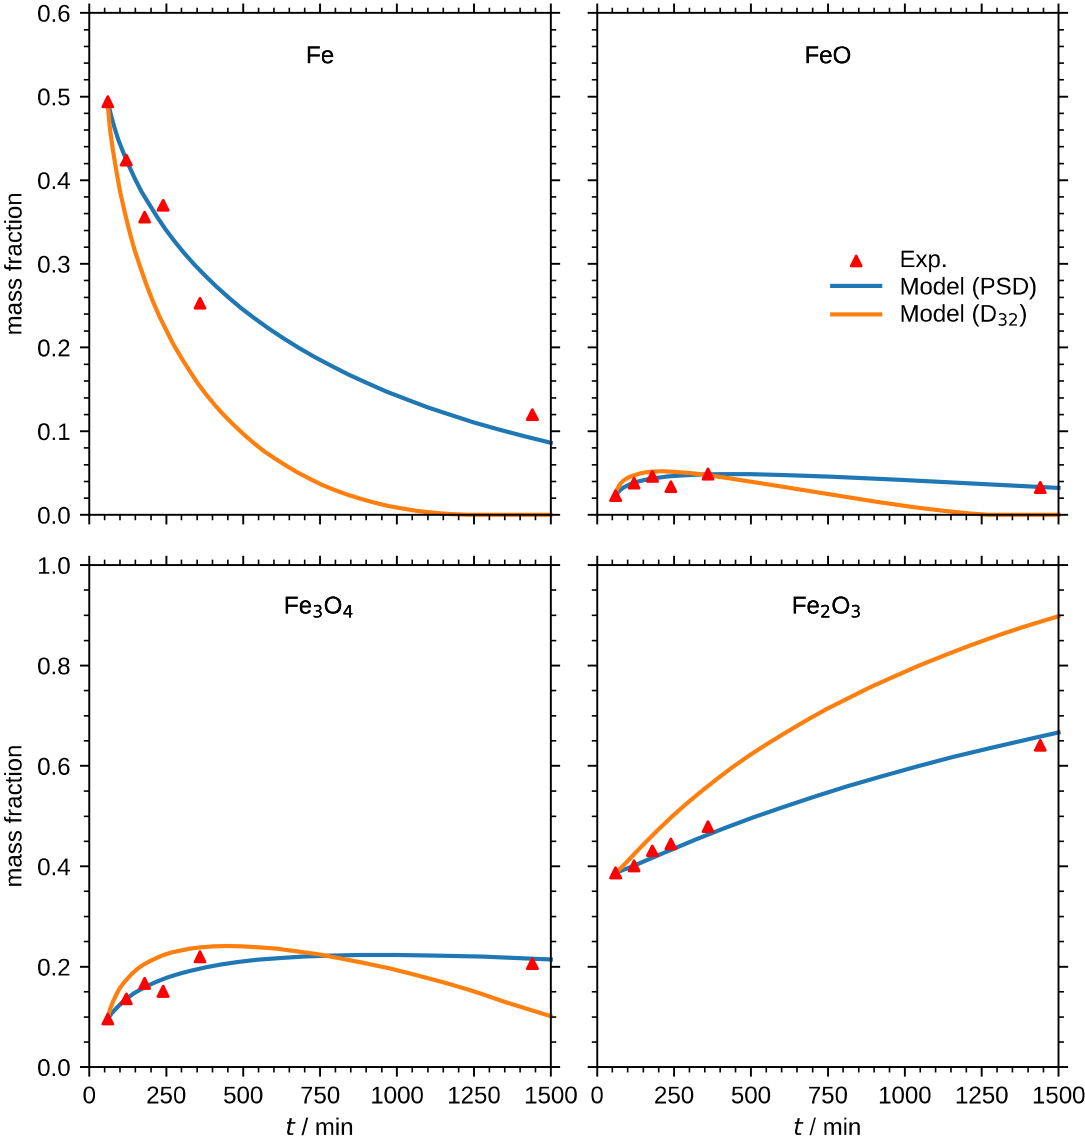 0.6
Fe
FeO
0.5
0.4
mass fraction
0.3
Exp.
Model (PSD)
Model (D₃₂)
0.2
0.1
0.0
1.0
Fe₃O₄
Fe₂O₃
0.8
mass fraction
0.6
0.4
0.2
0.0
0 250 500 750 1000 1250 1500
0 250 500 750 1000 1250 1500
t / min
t / min